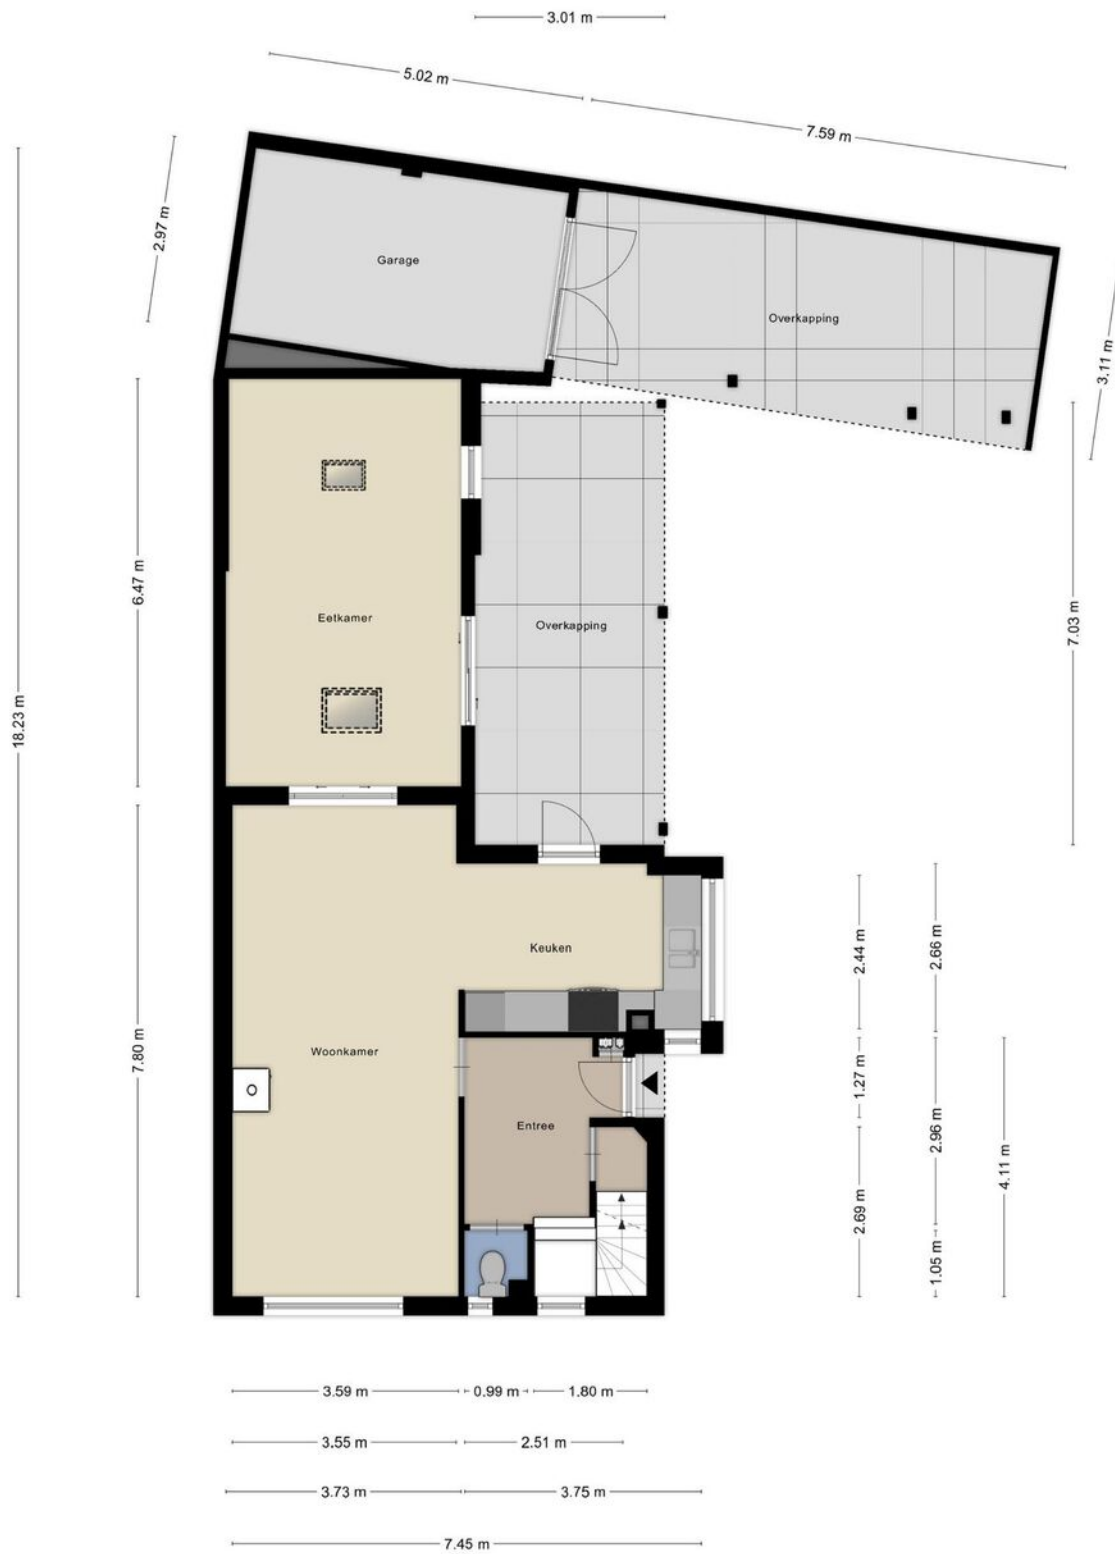 3.01 m
5.02 m
7.59 m
2.97 m
Garage
Overkapping
3.11 m
18.23 m
6.47 m
Eetkamer
Overkapping
7.03 m
Keuken
2.44 m
2.66 m
7.80 m
Woonkamer
Entree
1.27 m
2.96 m
4.11 m
2.69 m
1.05 m
3.59 m
0.99 m
1.80 m
3.55 m
2.51 m
3.73 m
3.75 m
7.45 m